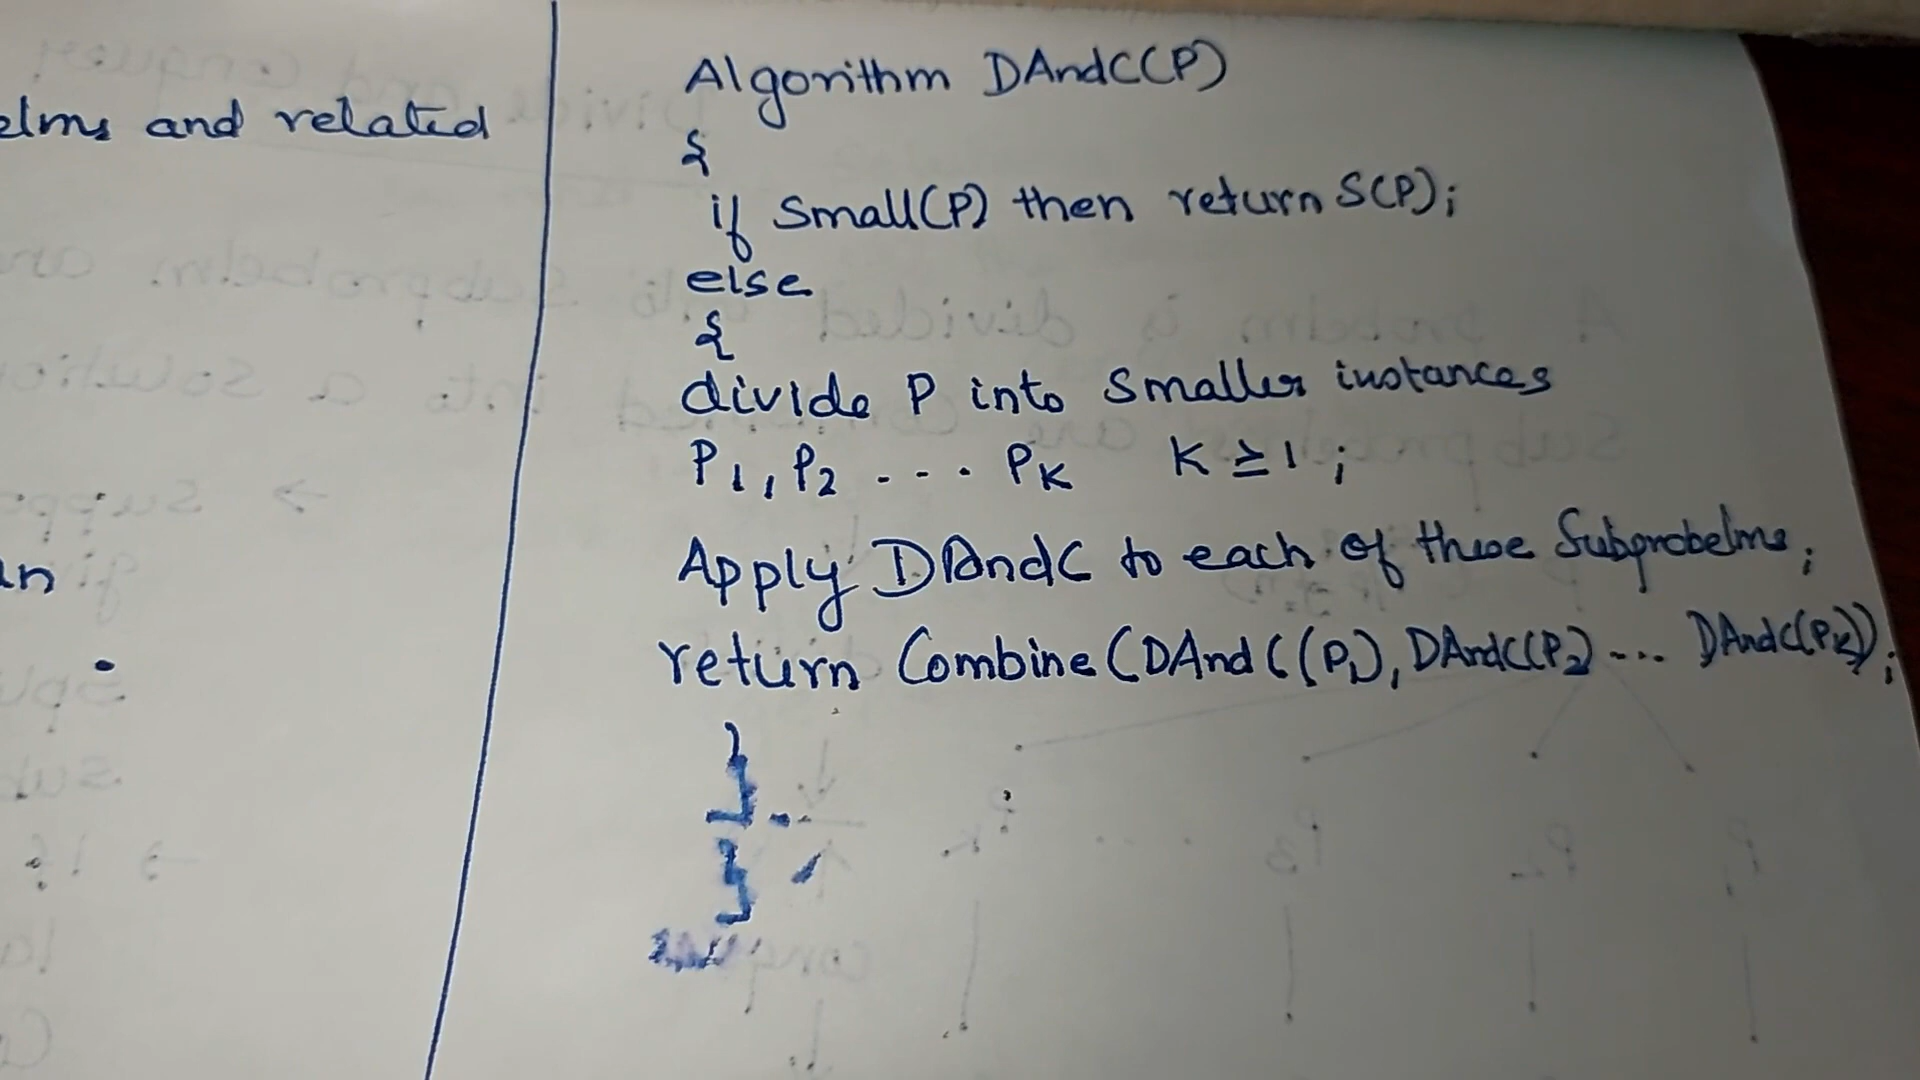 elms and related
an
Algorithm DAndC(P)
{
if Small(P) then return S(P);
else
{
divide P into smaller instances
P1, P2 ... PK K ≥ 1 ;
Apply DAndC to each of these Subprobelms;
return Combine(DAndC(P1), DAndC(P2) ... DAndC(PK));
}
}